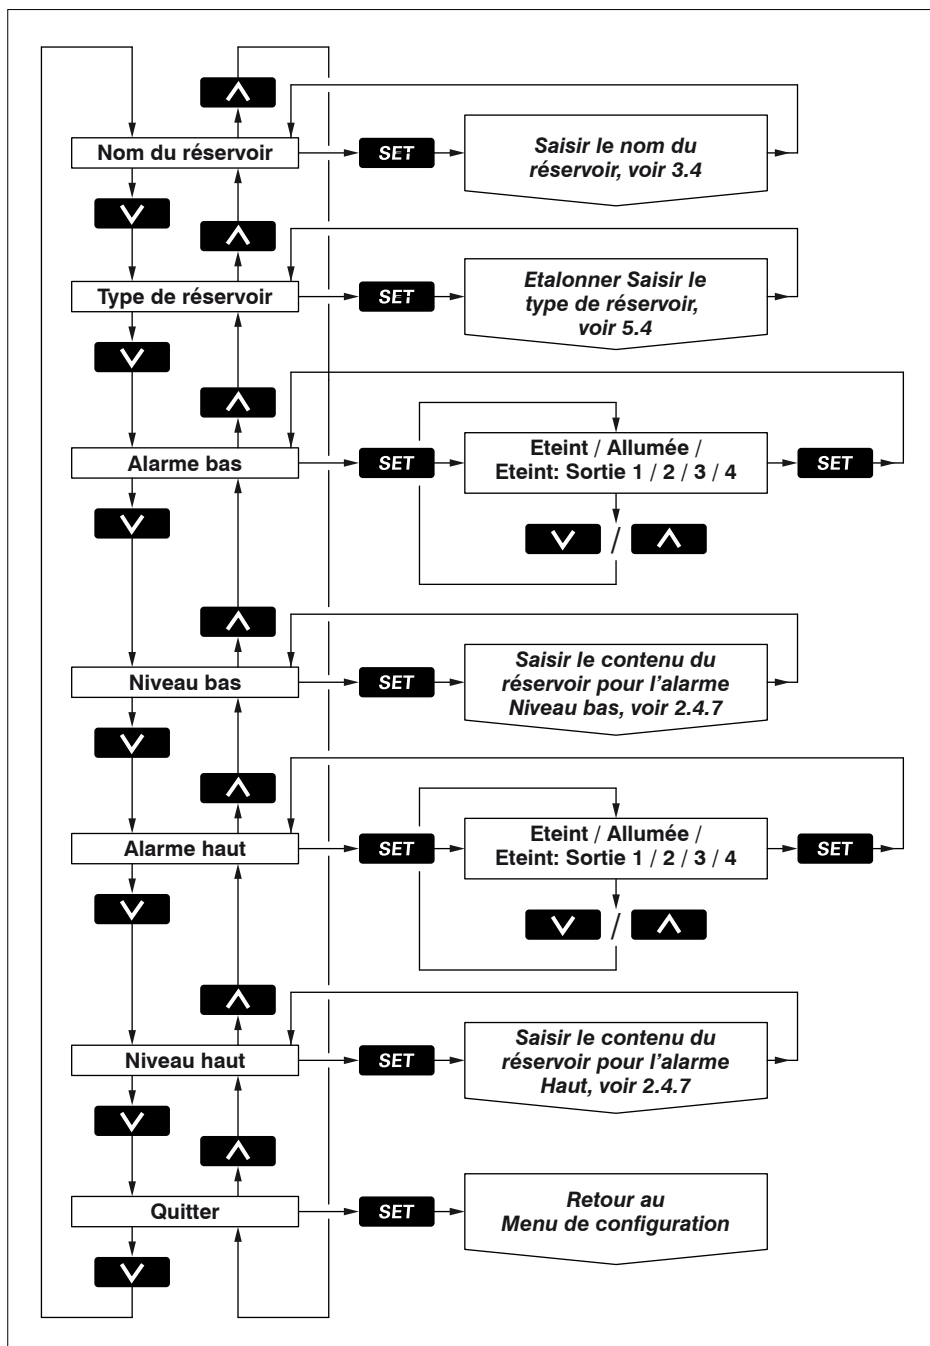 Nom du réservoir
SET
Saisir le nom du
réservoir, voir 3.4
Type de réservoir
SET
Etalonner Saisir le
type de réservoir,
voir 5.4
Alarme bas
SET
Eteint / Allumée /
Eteint: Sortie 1 / 2 / 3 / 4
SET
/
Niveau bas
SET
Saisir le contenu du
réservoir pour l'alarme
Niveau bas, voir 2.4.7
Alarme haut
SET
Eteint / Allumée /
Eteint: Sortie 1 / 2 / 3 / 4
SET
/
Niveau haut
SET
Saisir le contenu du
réservoir pour l'alarme
Haut, voir 2.4.7
Quitter
SET
Retour au
Menu de configuration